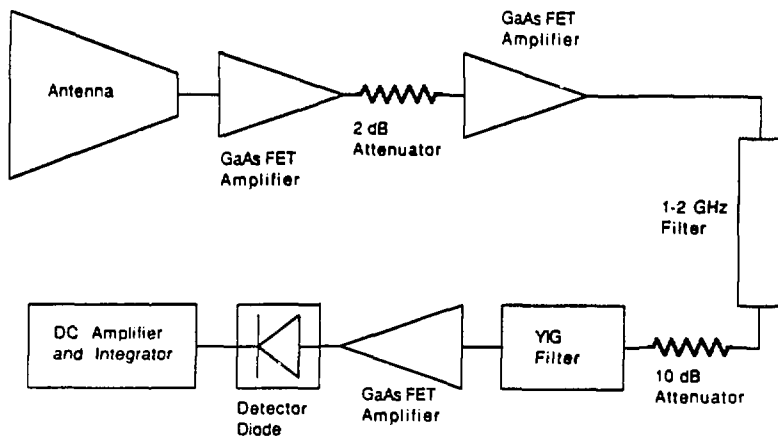 Antenna
GaAs FET
Amplifier
2 dB
Attenuator
GaAs FET
Amplifier
1-2 GHz
Filter
10 dB
Attenuator
YIG
Filter
GaAs FET
Amplifier
Detector
Diode
DC Amplifier
and Integrator